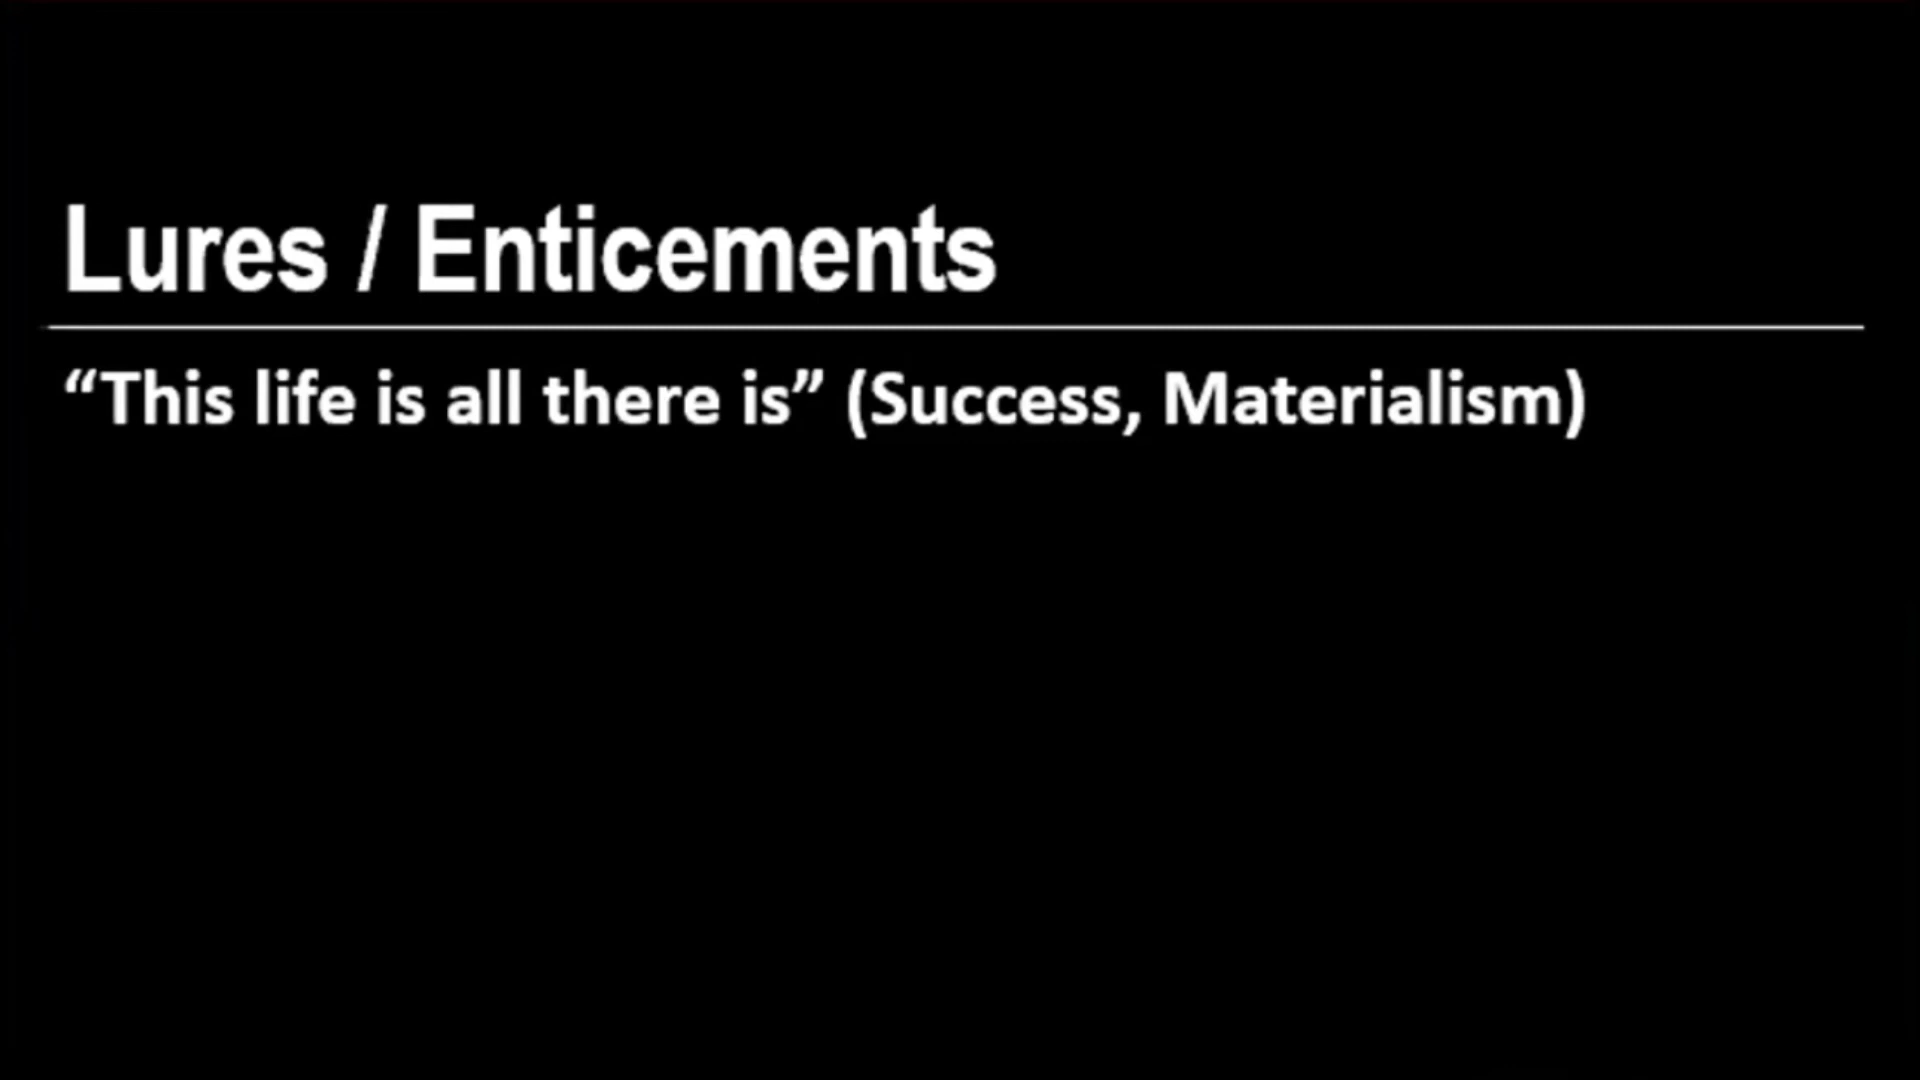 Lures / Enticements
“This life is all there is” (Success, Materialism)